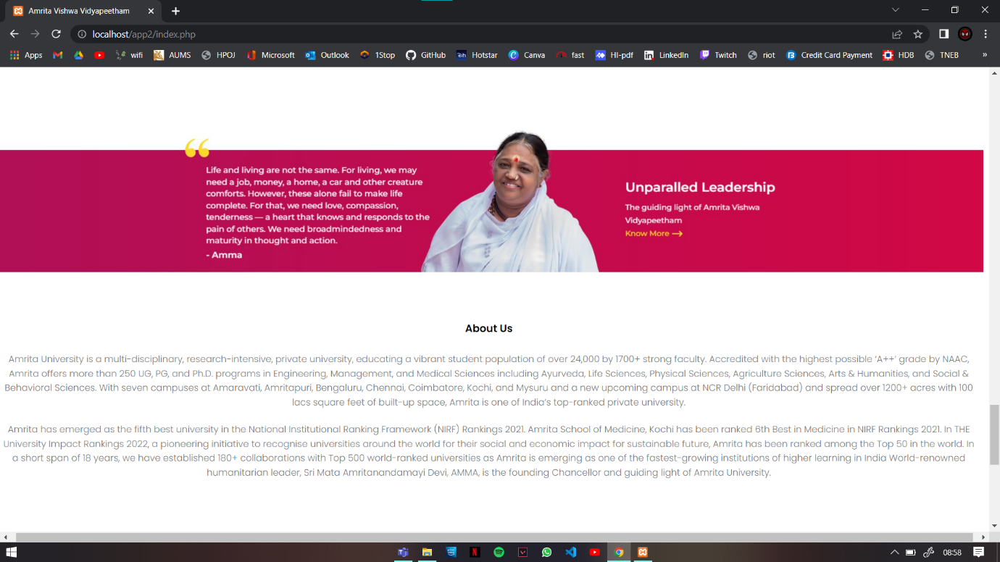 Amrita Vishwa Vidyapeetham
localhost/app2/index.php
Apps
wifi
AUMS
HPOJ
Microsoft
Outlook
1Stop
GitHub
Hotstar
Canva
fast
HI-pdf
LinkedIn
Twitch
riot
Credit Card Payment
HDB
TNEB
»
“
Life and living are not the same. For living, we may
need a job, money, a home, a car and other creature
comforts. However, these alone fail to make life
complete. For that, we need love, compassion,
tenderness — a heart that knows and responds to the
pain of others. We need broadmindedness and
maturity in thought and action.
- Amma
Unparalled Leadership
The guiding light of Amrita Vishwa
Vidyapeetham
Know More
About Us
Amrita University is a multi-disciplinary, research-intensive, private university, educating a vibrant student population of over 24,000 by 1700+ strong faculty. Accredited with the highest possible ‘A++’ grade by NAAC,
Amrita offers more than 250 UG, PG, and Ph.D. programs in Engineering, Management, and Medical Sciences including Ayurveda, Life Sciences, Physical Sciences, Agriculture Sciences, Arts & Humanities, and Social &
Behavioral Sciences. With seven campuses at Amaravati, Amritapuri, Bengaluru, Chennai, Coimbatore, Kochi, and Mysuru and a new upcoming campus at NCR Delhi (Faridabad) and spread over 1200+ acres with 100
lacs square feet of built-up space, Amrita is one of India’s top-ranked private university.
Amrita has emerged as the fifth best university in the National Institutional Ranking Framework (NIRF) Rankings 2021. Amrita School of Medicine, Kochi has been ranked 6th Best in Medicine in NIRF Rankings 2021. In THE
University Impact Rankings 2022, a pioneering initiative to recognise universities around the world for their social and economic impact for sustainable future, Amrita has been ranked among the Top 50 in the world. In
a short span of 18 years, we have established 180+ collaborations with Top 500 world-ranked universities as Amrita is emerging as one of the fastest-growing institutions of higher learning in India World-renowned
humanitarian leader, Sri Mata Amritanandamayi Devi, AMMA, is the founding Chancellor and guiding light of Amrita University.
08:58